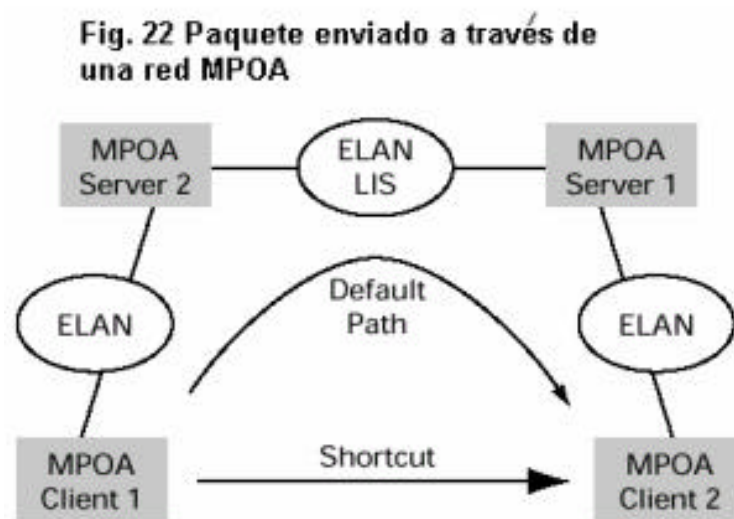 Fig. 22 Paquete enviado a través de
una red MPOA
MPOA
Server 2
ELAN
LIS
MPOA
Server 1
ELAN
Default
Path
ELAN
MPOA
Client 1
Shortcut
MPOA
Client 2